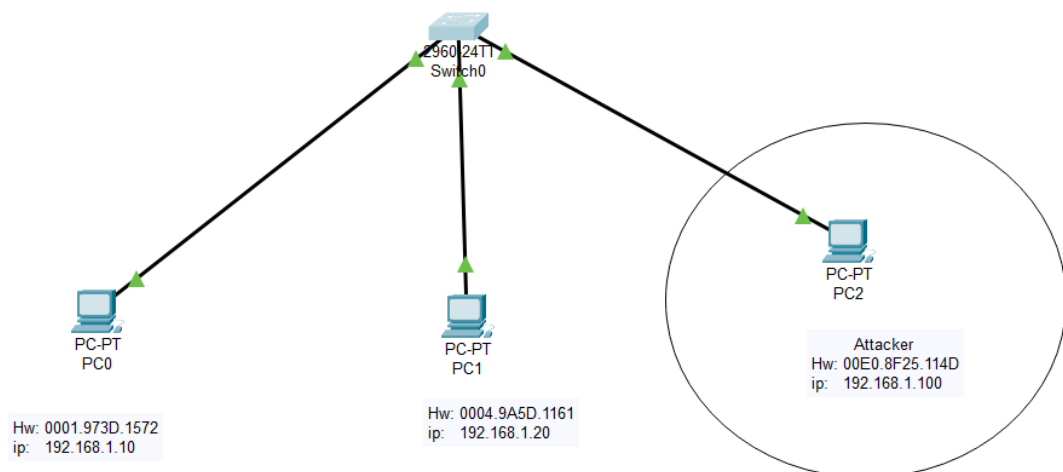 2960-24TT
Switch0
PC-PT
PC0
Hw: 0001.973D.1572
ip: 192.168.1.10
PC-PT
PC1
Hw: 0004.9A5D.1161
ip: 192.168.1.20
PC-PT
PC2
Attacker
Hw: 00E0.8F25.114D
ip: 192.168.1.100